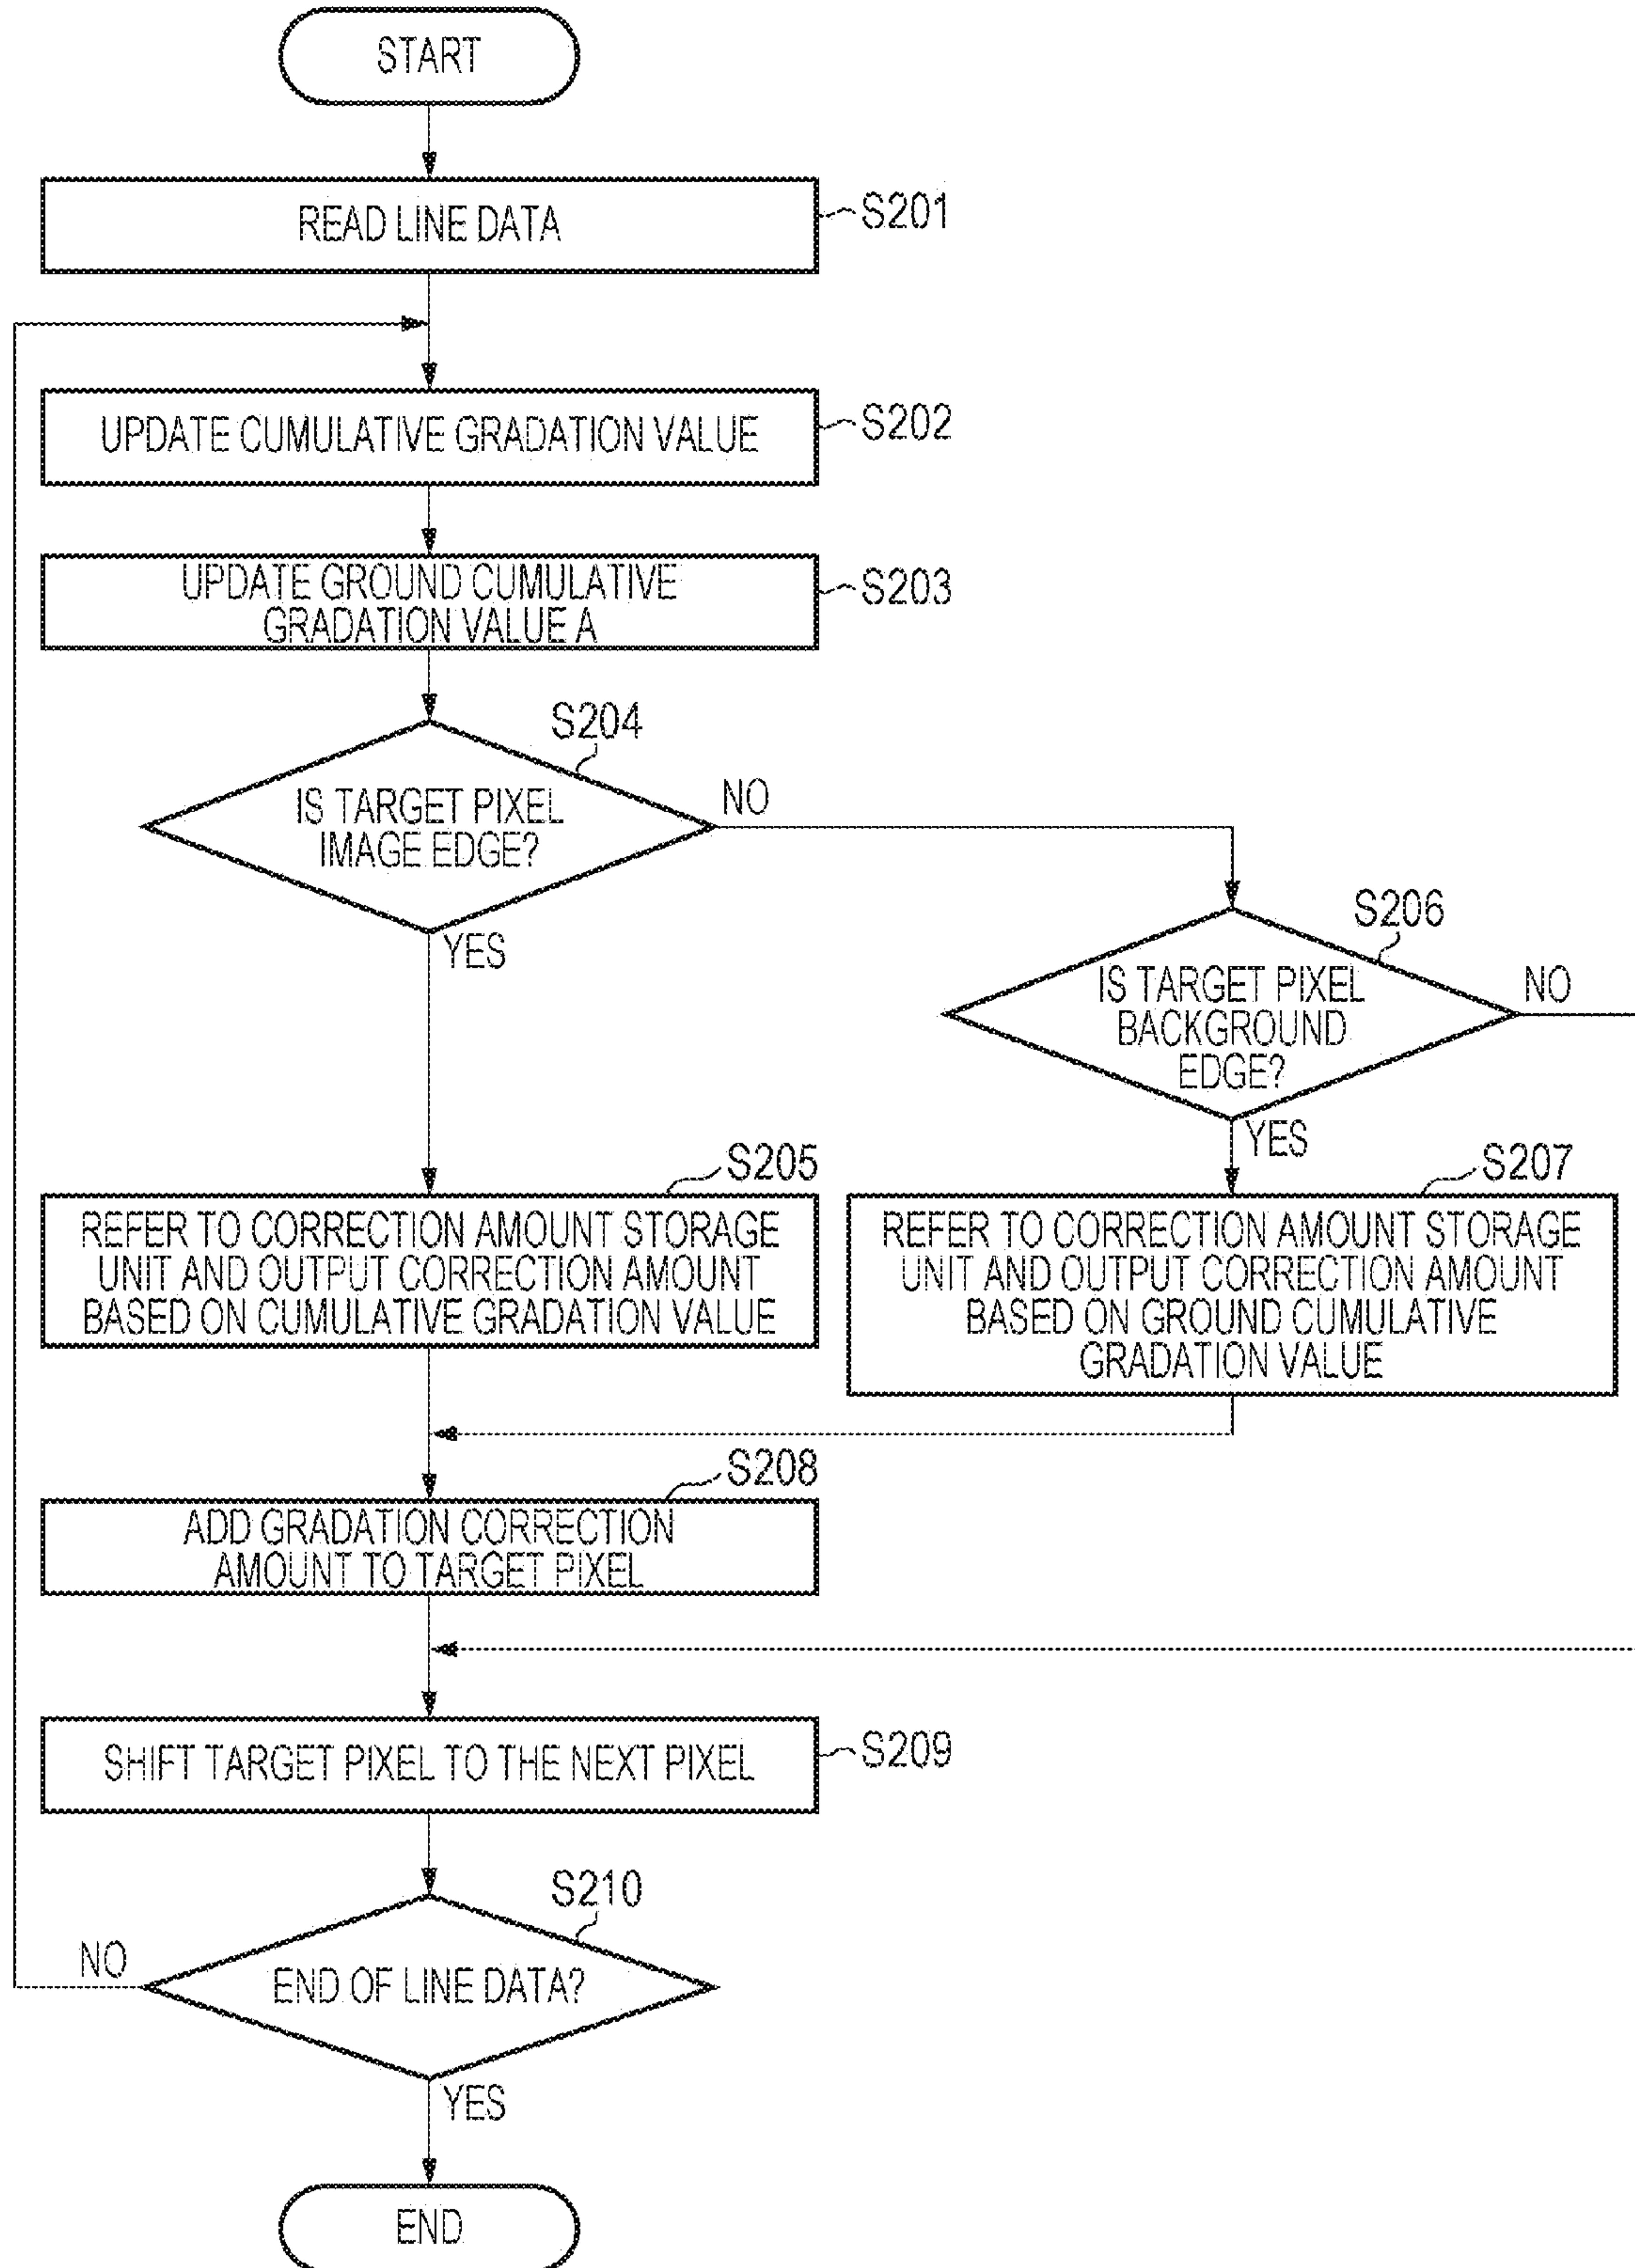 START
READ LINE DATA
S201
UPDATE CUMULATIVE GRADATION VALUE
S202
UPDATE GROUND CUMULATIVE
GRADATION VALUE A
S203
S204
IS TARGET PIXEL
IMAGE EDGE?
NO
YES
S206
IS TARGET PIXEL
BACKGROUND
EDGE?
NO
YES
S205
REFER TO CORRECTION AMOUNT STORAGE
UNIT AND OUTPUT CORRECTION AMOUNT
BASED ON CUMULATIVE GRADATION VALUE
S207
REFER TO CORRECTION AMOUNT STORAGE
UNIT AND OUTPUT CORRECTION AMOUNT
BASED ON GROUND CUMULATIVE
GRADATION VALUE
S208
ADD GRADATION CORRECTION
AMOUNT TO TARGET PIXEL
SHIFT TARGET PIXEL TO THE NEXT PIXEL
S209
S210
END OF LINE DATA?
NO
YES
END